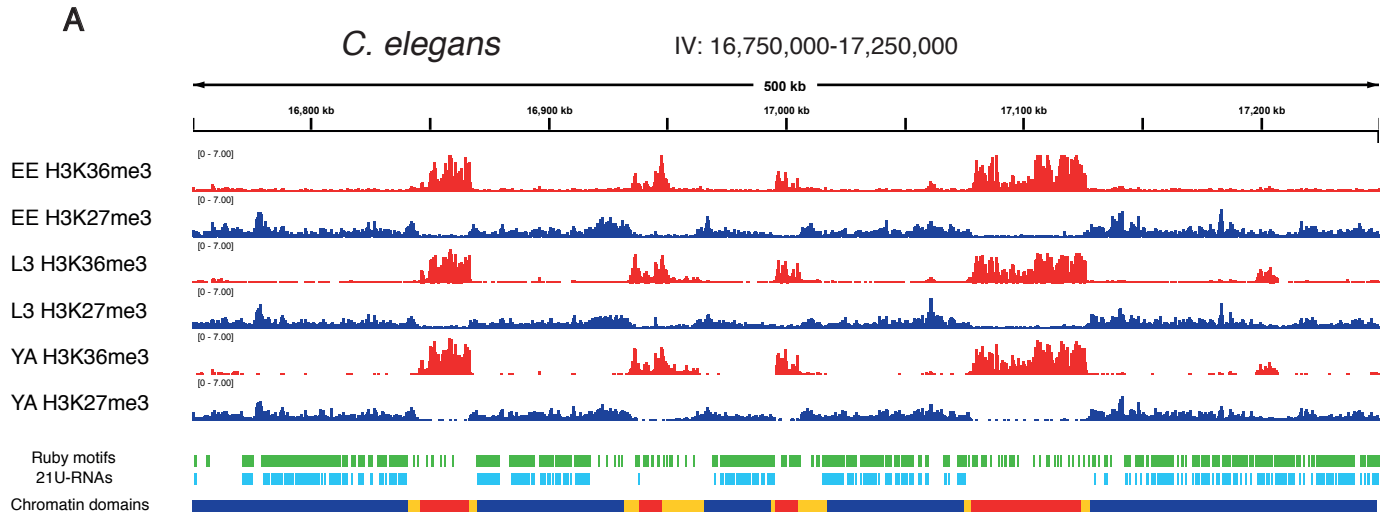 A
C. elegans IV: 16,750,000-17,250,000
500 kb
16,800 kb 16,900 kb 17,000 kb 17,100 kb 17,200 kb
[0 - 7.00]
EE H3K36me3
[0 - 7.00]
EE H3K27me3
[0 - 7.00]
L3 H3K36me3
[0 - 7.00]
L3 H3K27me3
[0 - 7.00]
YA H3K36me3
[0 - 7.00]
YA H3K27me3
Ruby motifs
21U-RNAs
Chromatin domains